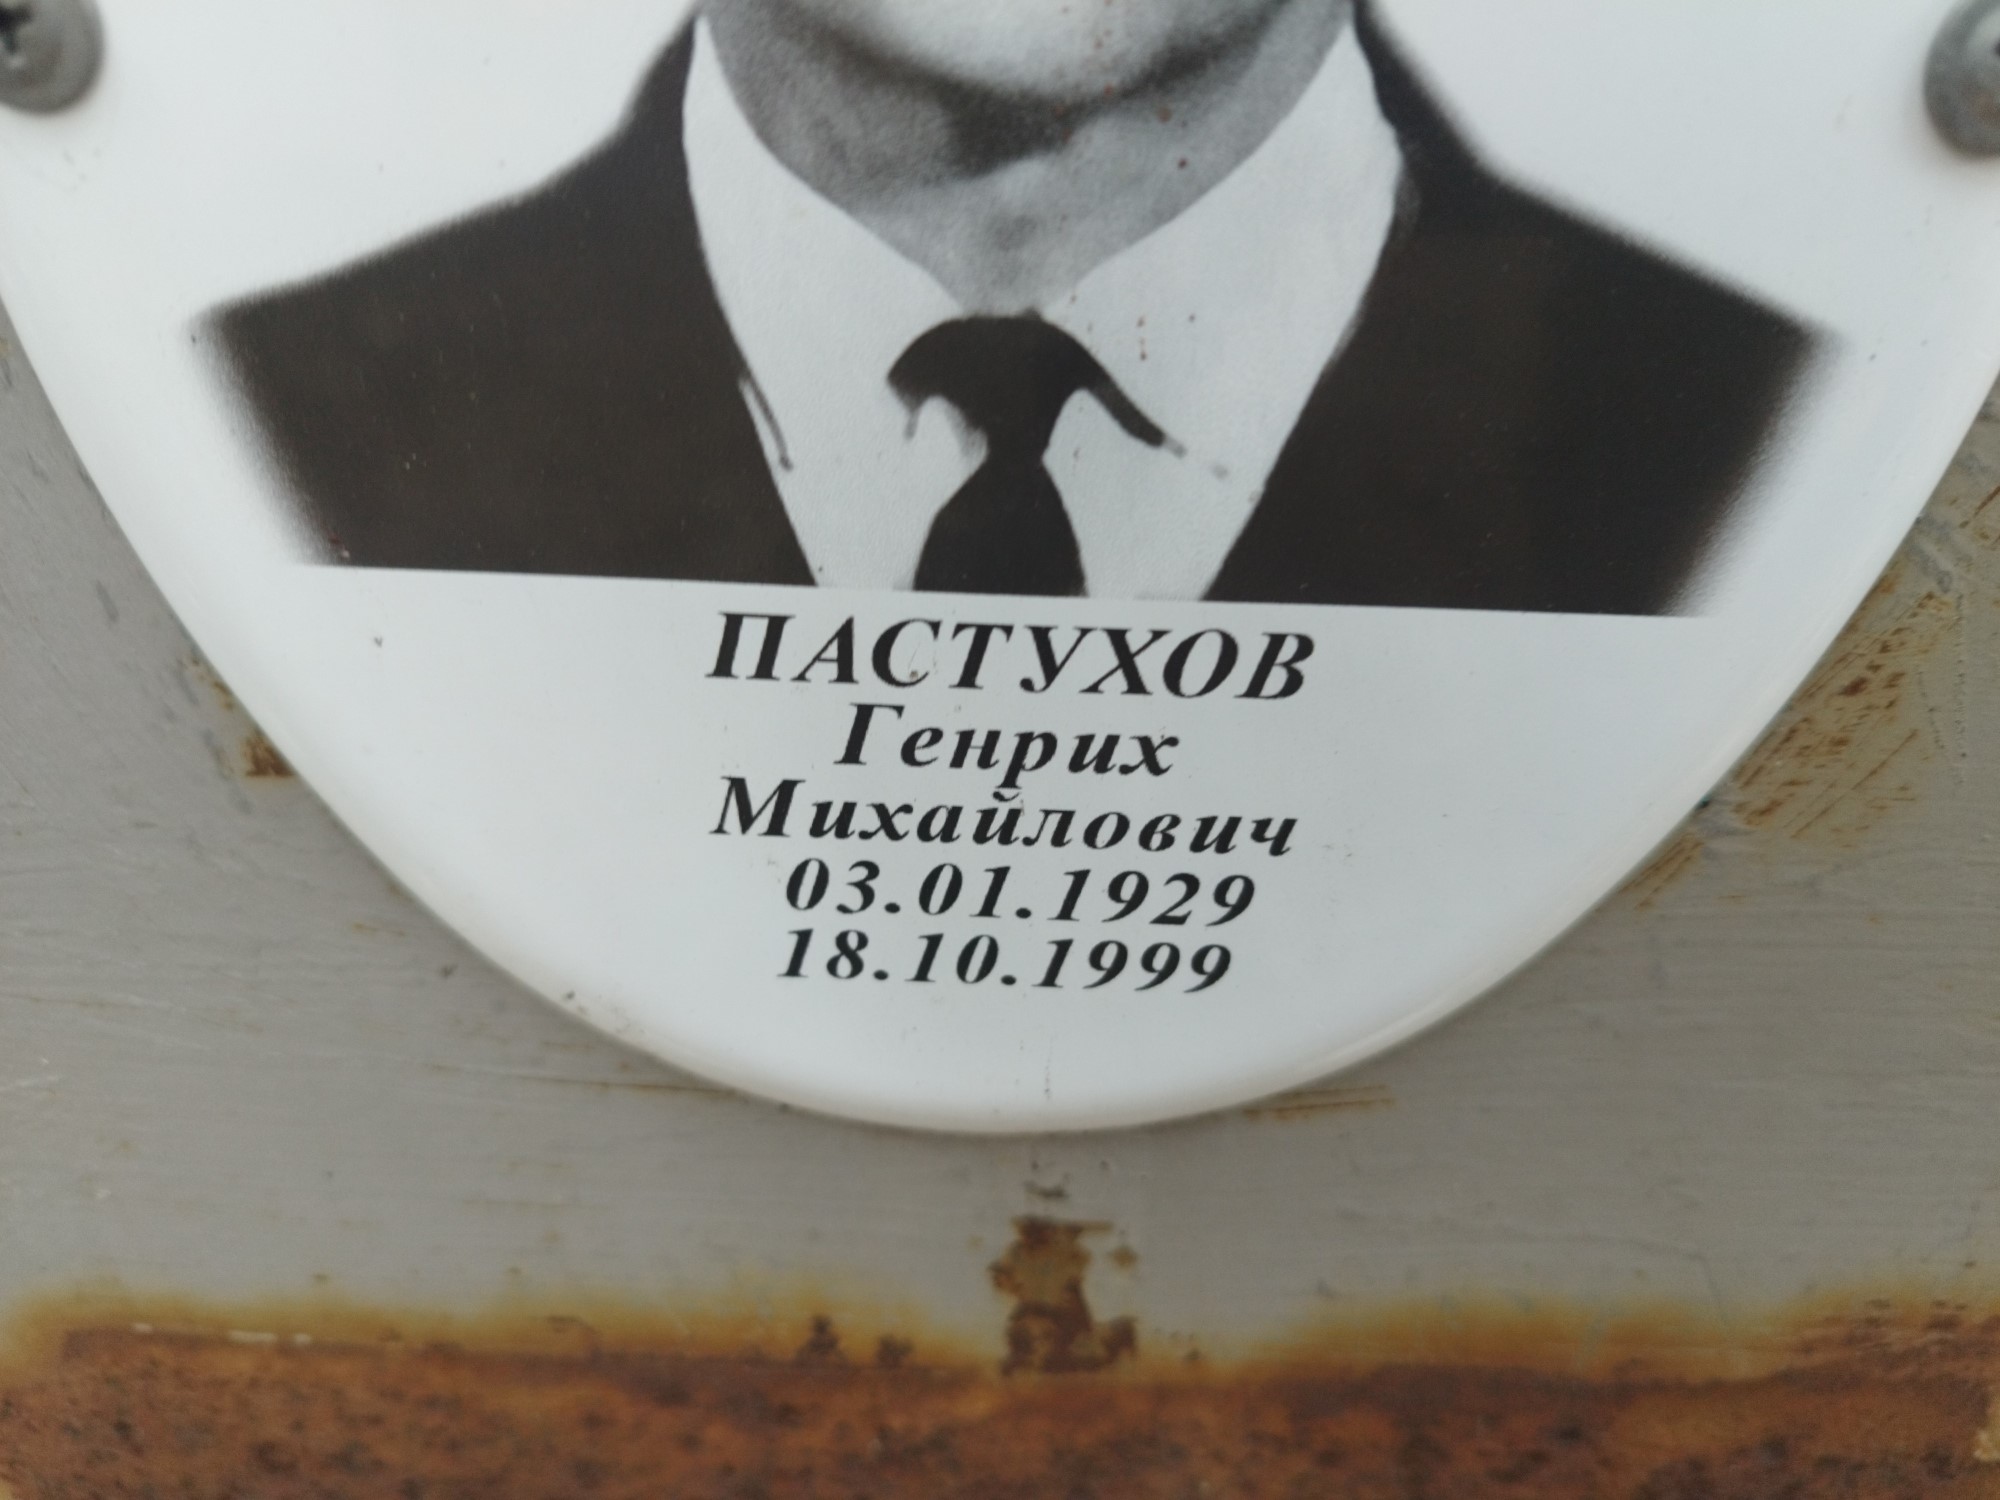 ПАСТУХОВ
Генрих
Михайлович
03.01.1929
18.10.1999